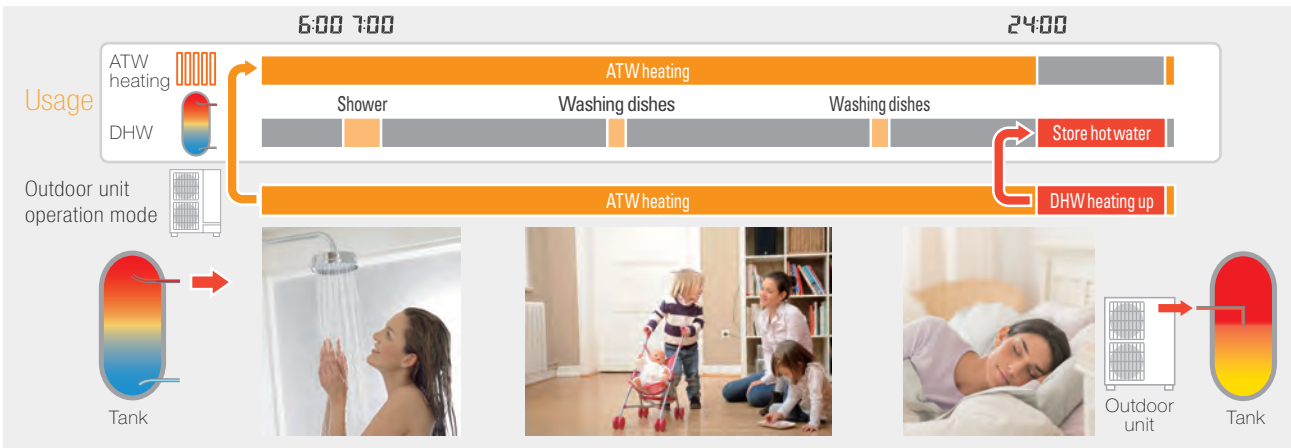 6:00 7:00 24:00
Usage
ATW
heating
ATW heating
Shower Washing dishes Washing dishes
DHW
Store hot water
Outdoor unit
operation mode
ATW heating DHW heating up
Tank
Outdoor
unit
Tank